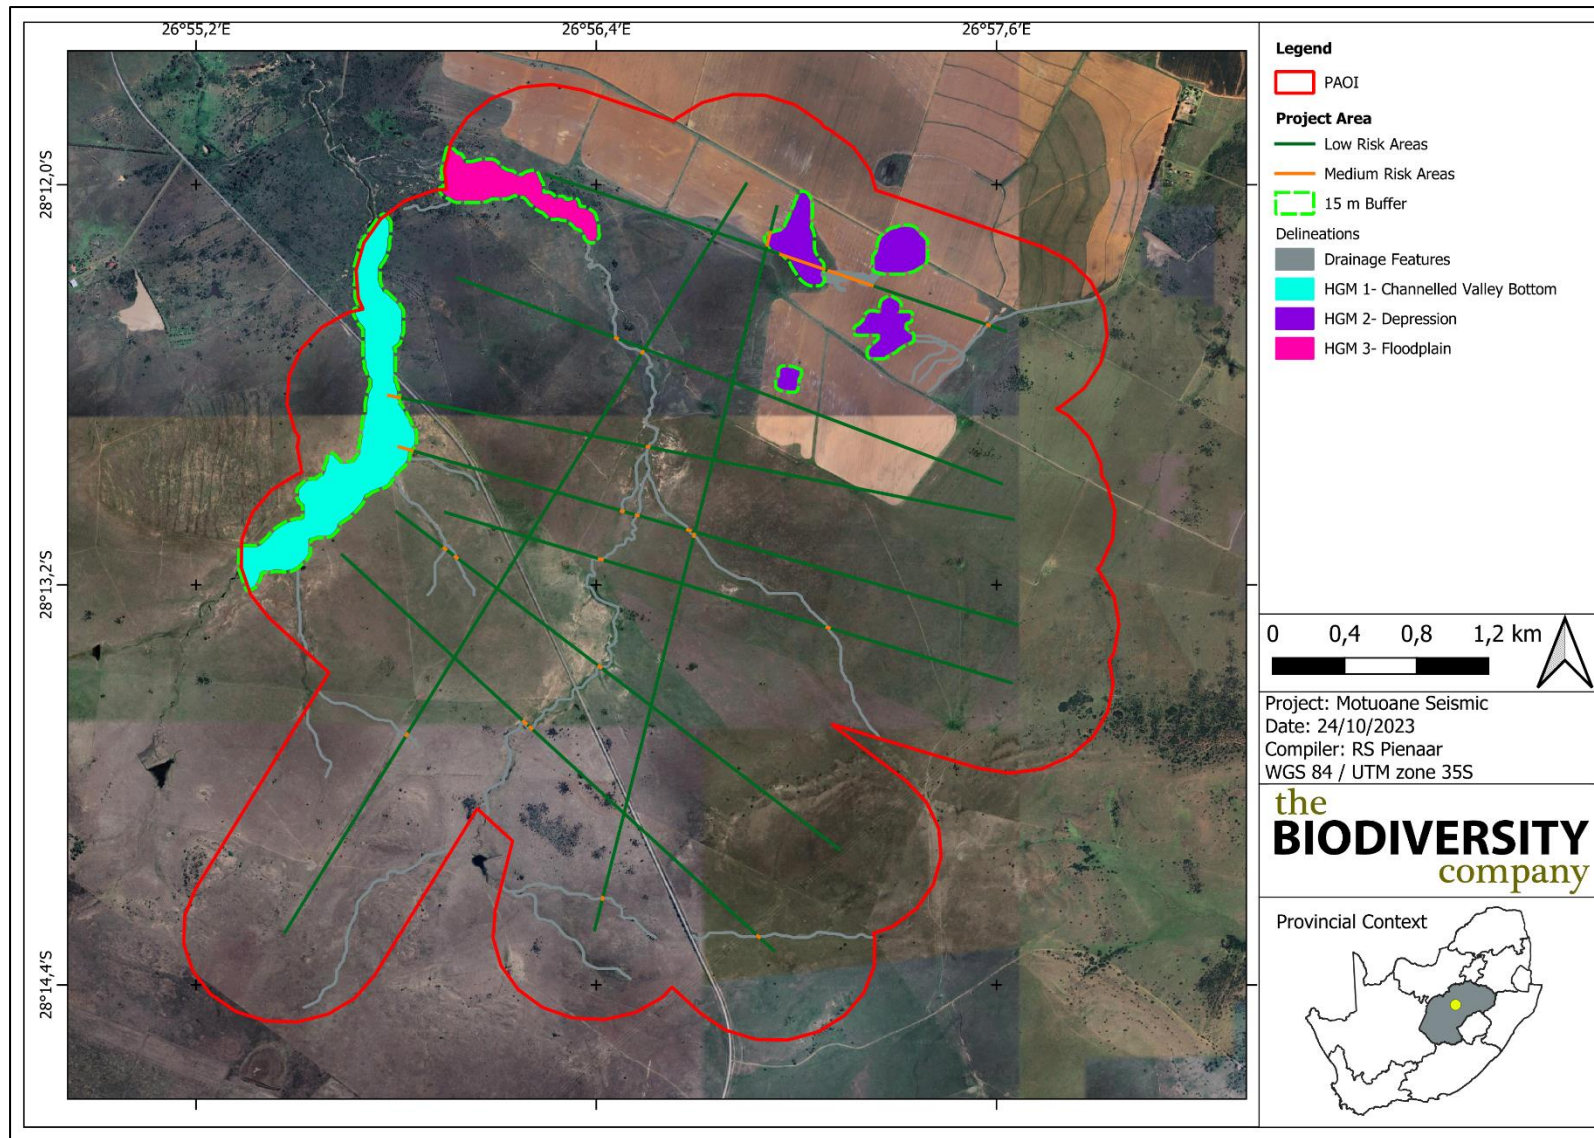 26°55,2'E
26°56,4'E
26°57,6'E
28°12,0'S
28°13,2'S
28°14,4'S
Legend
PAOI
Project Area
Low Risk Areas
Medium Risk Areas
15 m Buffer
Delineations
Drainage Features
HGM 1- Channelled Valley Bottom
HGM 2- Depression
HGM 3- Floodplain
0 0,4 0,8 1,2 km
Project: Motuoane Seismic
Date: 24/10/2023
Compiler: RS Pienaar
WGS 84 / UTM zone 35S
the
BIODIVERSITY
company
Provincial Context